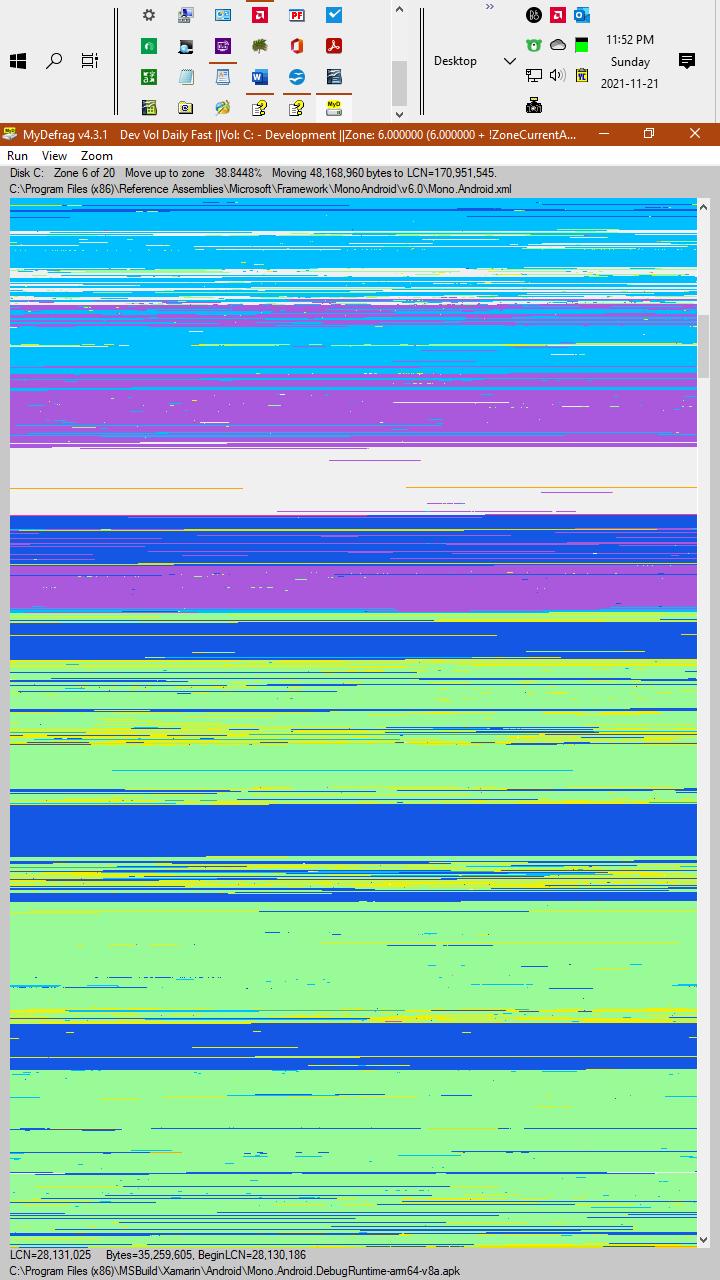 »
11:52 PM
Desktop
Sunday
2021-11-21
MyDefrag v4.3.1 Dev Vol Daily Fast ||Vol: C: - Development ||Zone: 6.000000 (6.000000 + !ZoneCurrentA...
Run View Zoom
Disk C: Zone 6 of 20 Move up to zone 38.8448% Moving 48,168,960 bytes to LCN=170,951,545.
C:\Program Files (x86)\Reference Assemblies\Microsoft\Framework\MonoAndroid\v6.0\Mono.Android.xml
LCN=28,131,025 Bytes=35,259,605, BeginLCN=28,130,186
C:\Program Files (x86)\MSBuild\Xamarin\Android\Mono.Android.DebugRuntime-arm64-v8a.apk